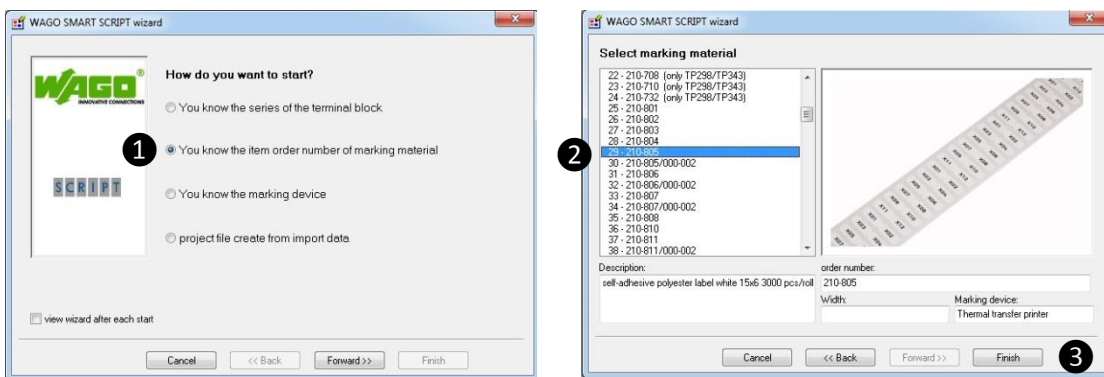 WAGO SMART SCRIPT wizard
WAGO®
INNOVATIVE CONNECTIONS
SCRIPT
How do you want to start?
You know the series of the terminal block
1
You know the item order number of marking material
You know the marking device
project file create from import data
view wizard after each start
Cancel
<< Back
Forward >>
Finish
WAGO SMART SCRIPT wizard
Select marking material
22 - 210-708 (only TP298/TP343)
23 - 210-710 (only TP298/TP343)
24 - 210-732 (only TP298/TP343)
25 - 210-801
26 - 210-802
27 - 210-803
28 - 210-804
2
29 - 210-805
30 - 210-805/000-002
31 - 210-806
32 - 210-806/000-002
33 - 210-807
34 - 210-807/000-002
35 - 210-808
36 - 210-810
37 - 210-811
38 - 210-811/000-002
Description:
self-adhesive polyester label white 15x6 3000 pcs/roll
order number:
210-805
Width:
Marking device:
Thermal transfer printer
Cancel
<< Back
Forward >>
Finish
3